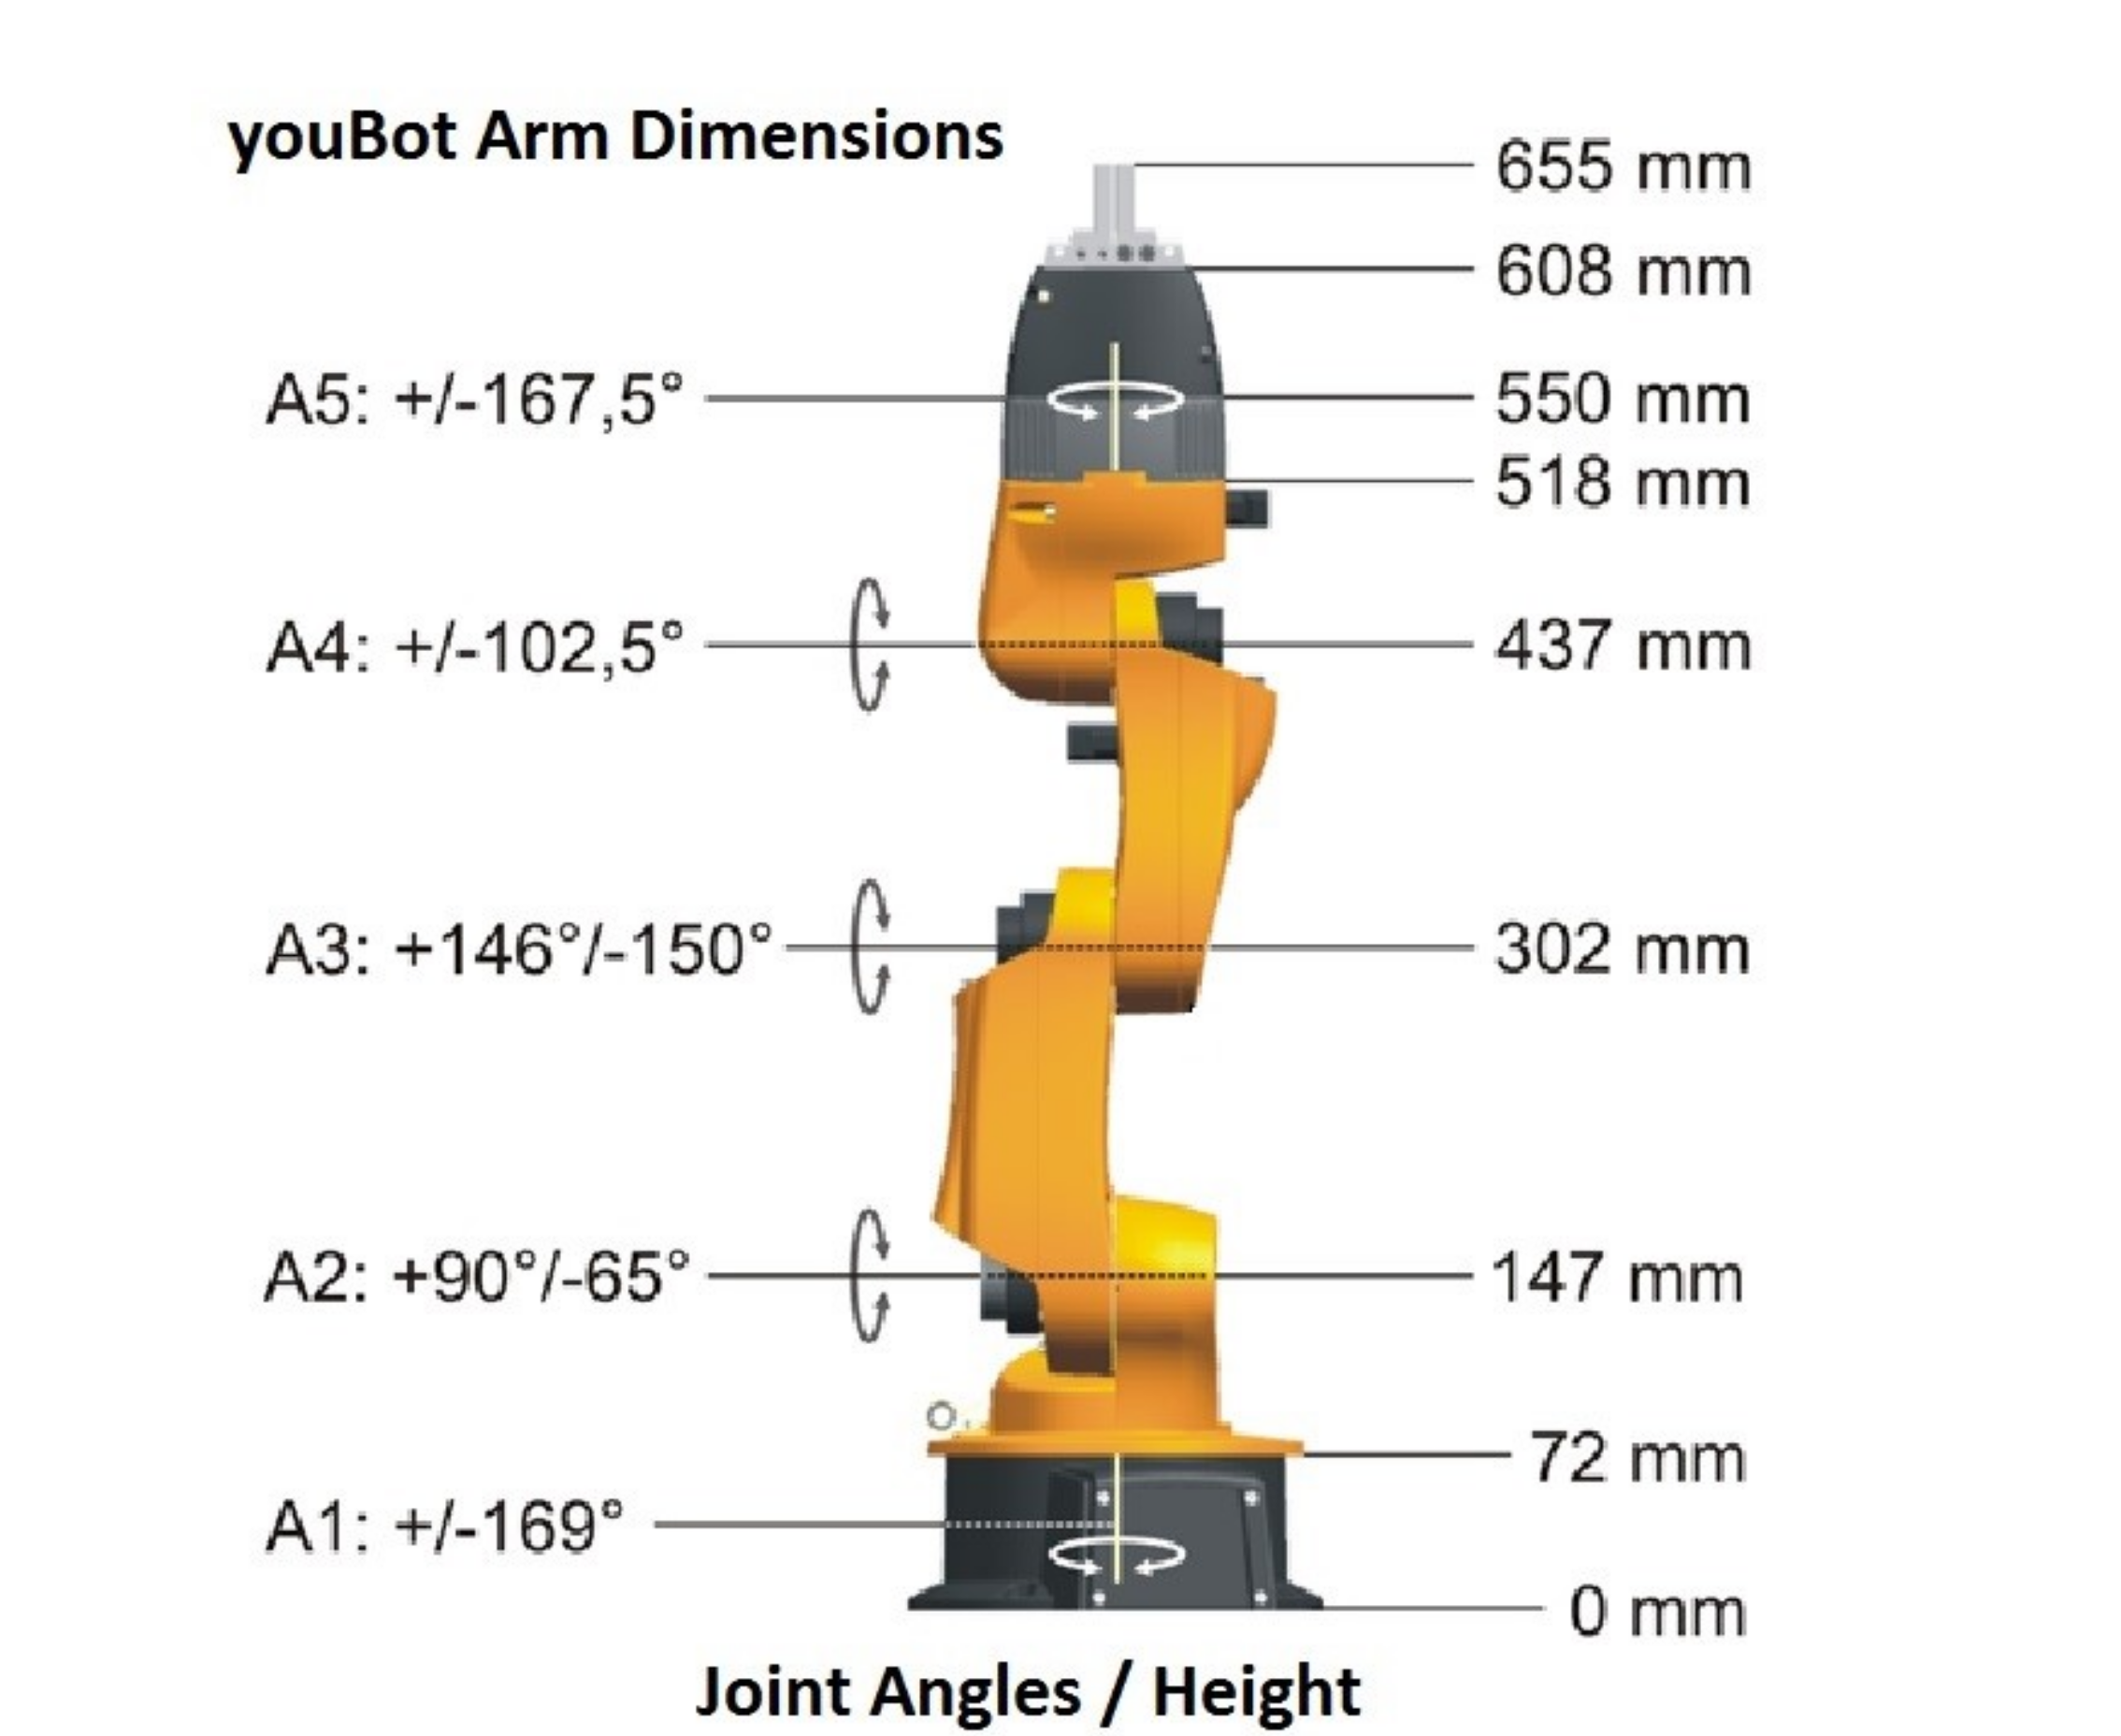 youBot Arm Dimensions
655 mm
608 mm
A5: +/-167,5°
550 mm
518 mm
A4: +/-102,5°
437 mm
A3: +146°/-150°
302 mm
A2: +90°/-65°
147 mm
72 mm
A1: +/-169°
0 mm
Joint Angles / Height